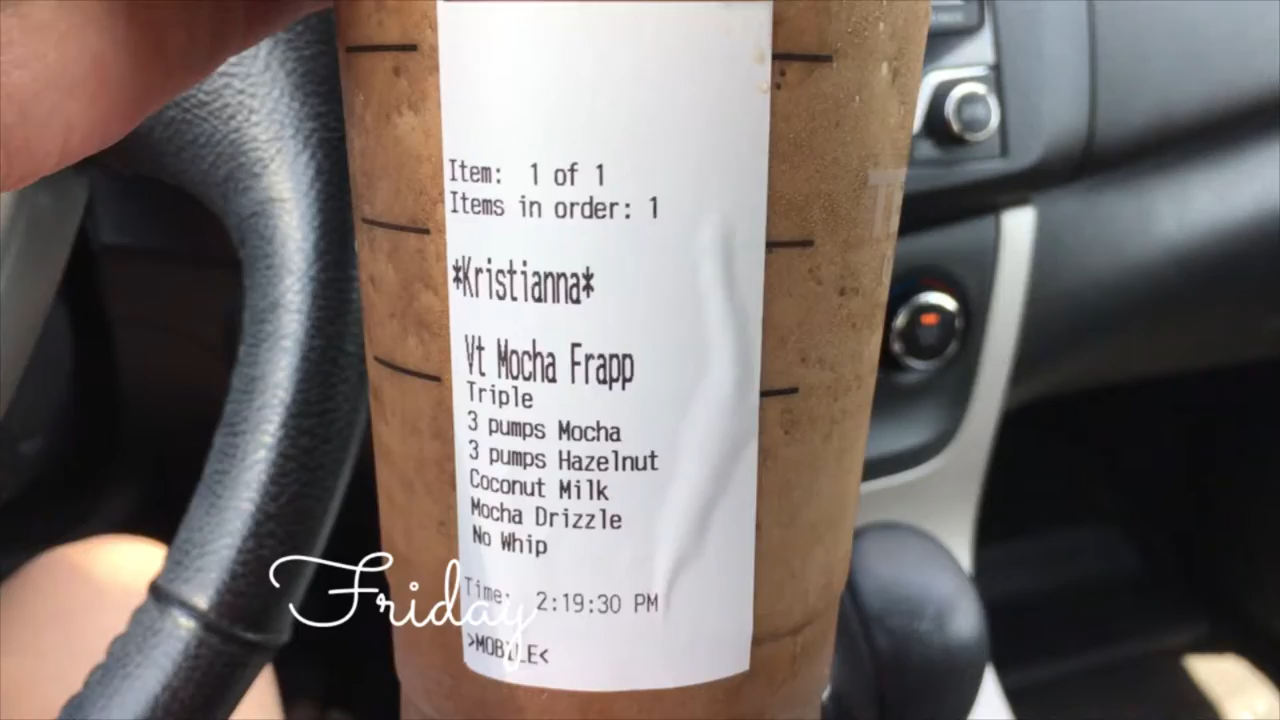 Item: 1 of 1
Items in order: 1
*Kristianna*
Vt Mocha Frapp
Triple
3 pumps Mocha
3 pumps Hazelnut
Coconut Milk
Mocha Drizzle
No Whip
Friday
Time: 2:19:30 PM
>MOBILE<